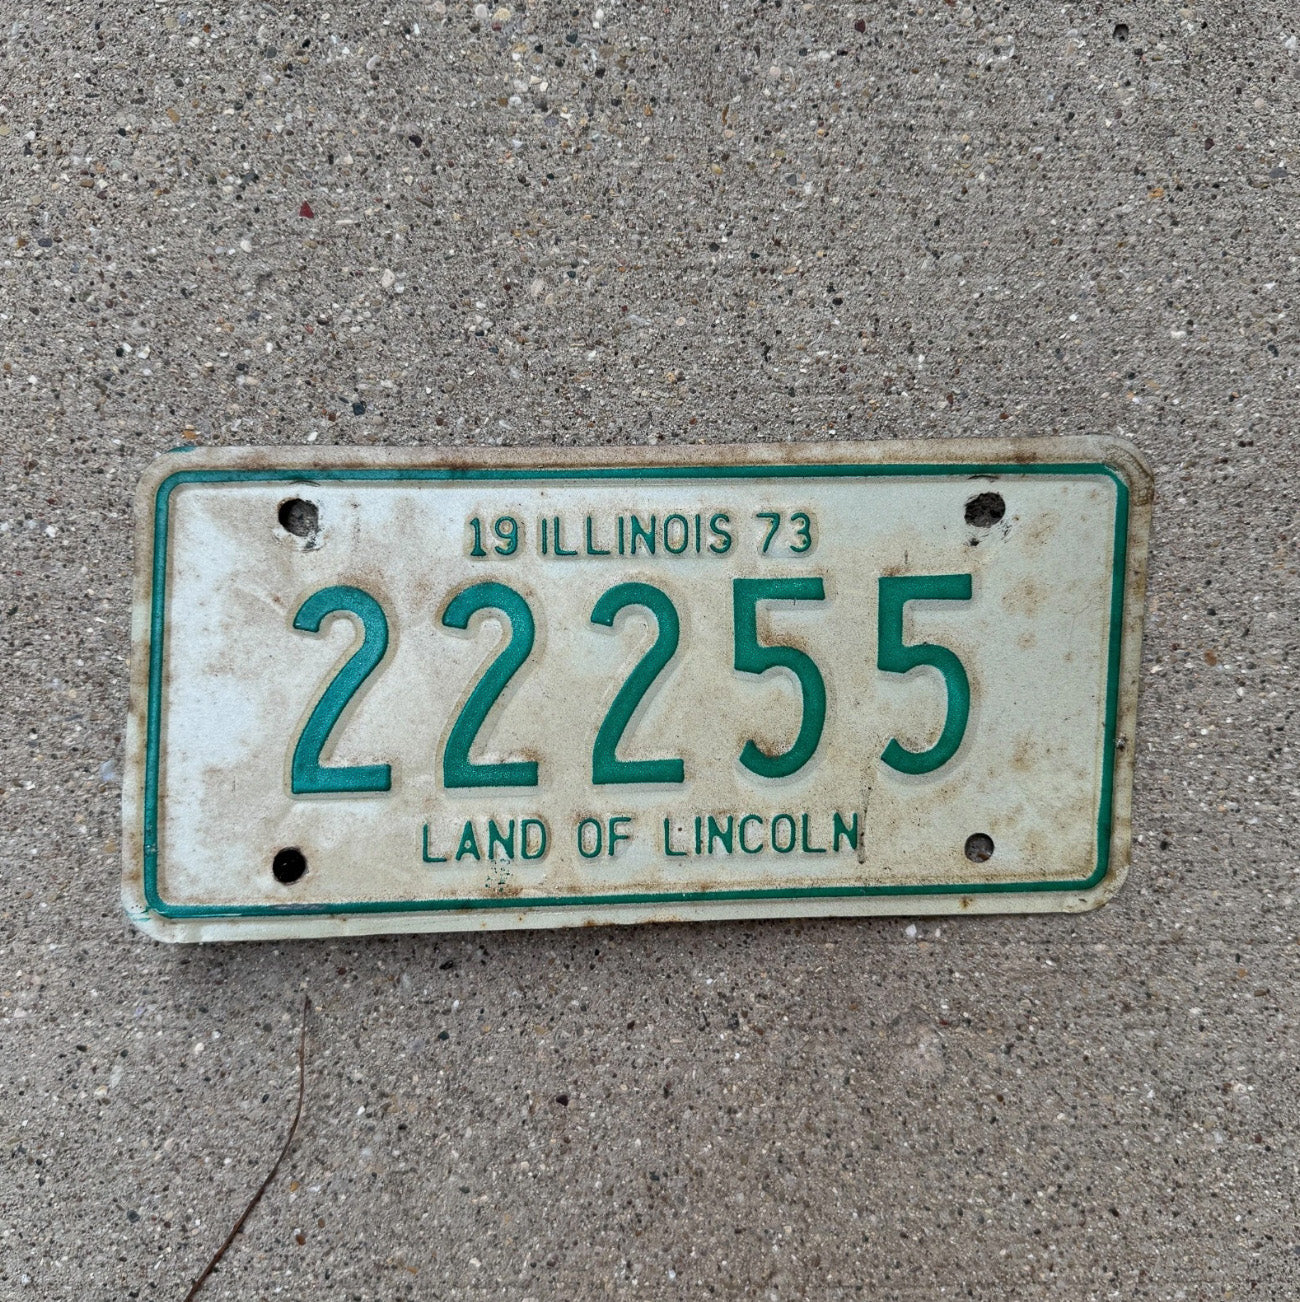 19 ILLINOIS 73
22255
LAND OF LINCOLN